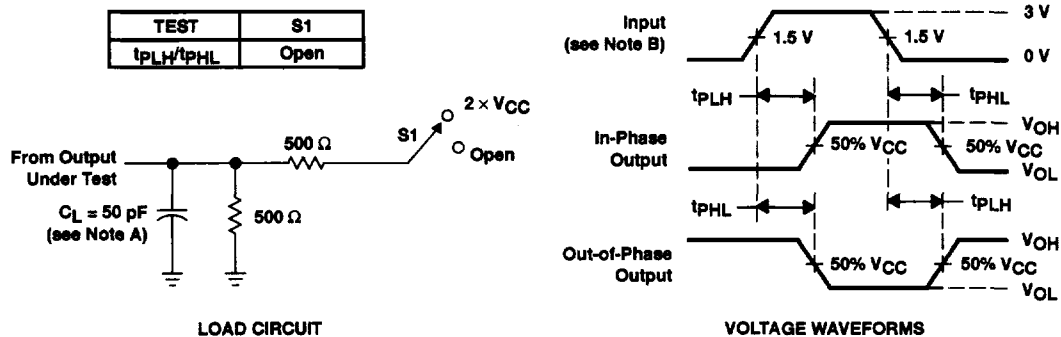 TEST S1
tPLH/tPHL Open
2 × VCC
S1
Open
500 Ω
From Output
Under Test
CL = 50 pF
(see Note A)
500 Ω
LOAD CIRCUIT
Input
(see Note B)
3 V
1.5 V
1.5 V
0 V
tPLH
tPHL
In-Phase
Output
VOH
50% VCC
50% VCC
VOL
tPHL
tPLH
Out-of-Phase
Output
VOH
50% VCC
50% VCC
VOL
VOLTAGE WAVEFORMS